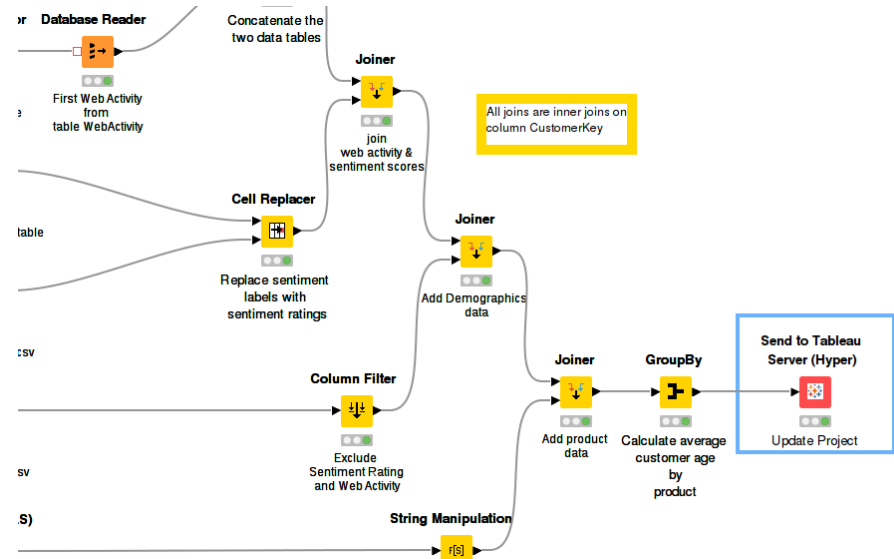 or
Database Reader
First Web Activity
from
table WebActivity
Concatenate the
two data tables
Joiner
join
web activity &
sentiment scores
All joins are inner joins on
column CustomerKey
e
Cell Replacer
Replace sentiment
labels with
sentiment ratings
table
Joiner
Add Demographics
data
csv
Column Filter
Exclude
Sentiment Rating
and Web Activity
Joiner
Add product
data
GroupBy
Calculate average
customer age
by
product
Send to Tableau
Server (Hyper)
Update Project
sv
LS)
String Manipulation
F[S]